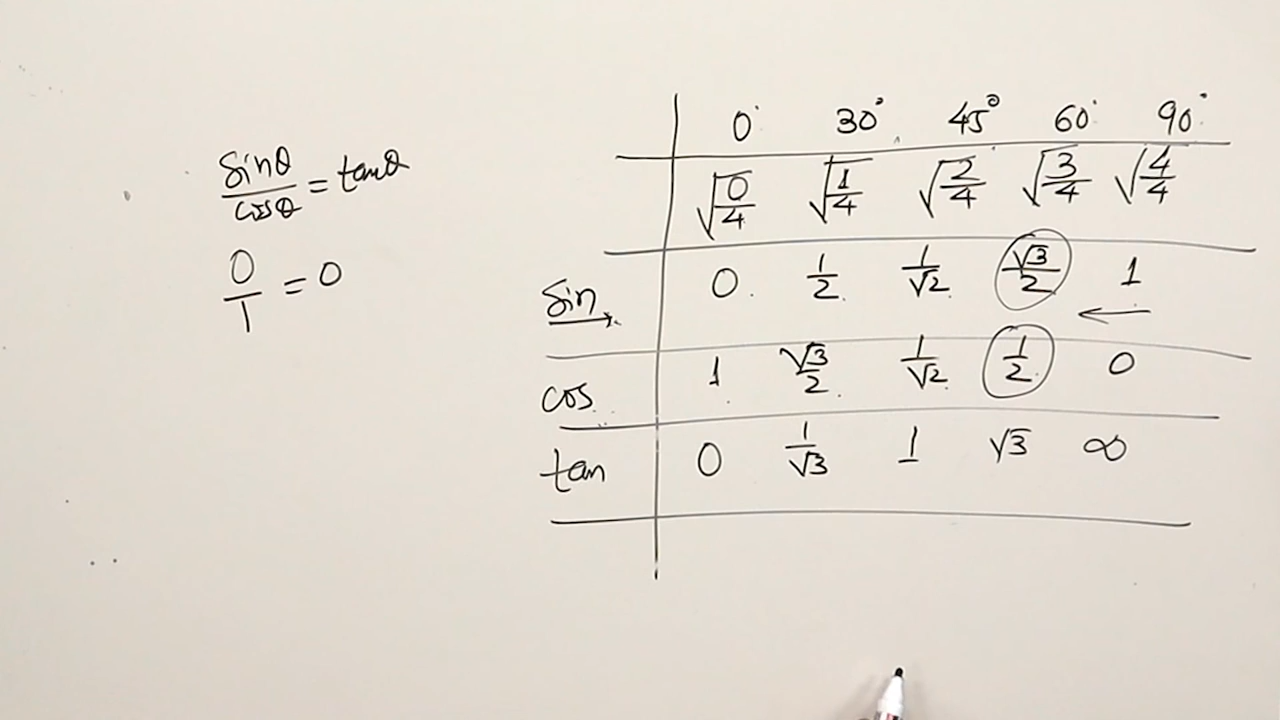 sinθ/cosθ = tanθ
0/1 = 0
0° 30° 45° 60° 90°
√(0/4) √(1/4) √(2/4) √(3/4) √(4/4)
sin 0 1/2 1/√2 √3/2 1
cos 1 √3/2 1/√2 1/2 0
tan 0 1/√3 1 √3 ∞